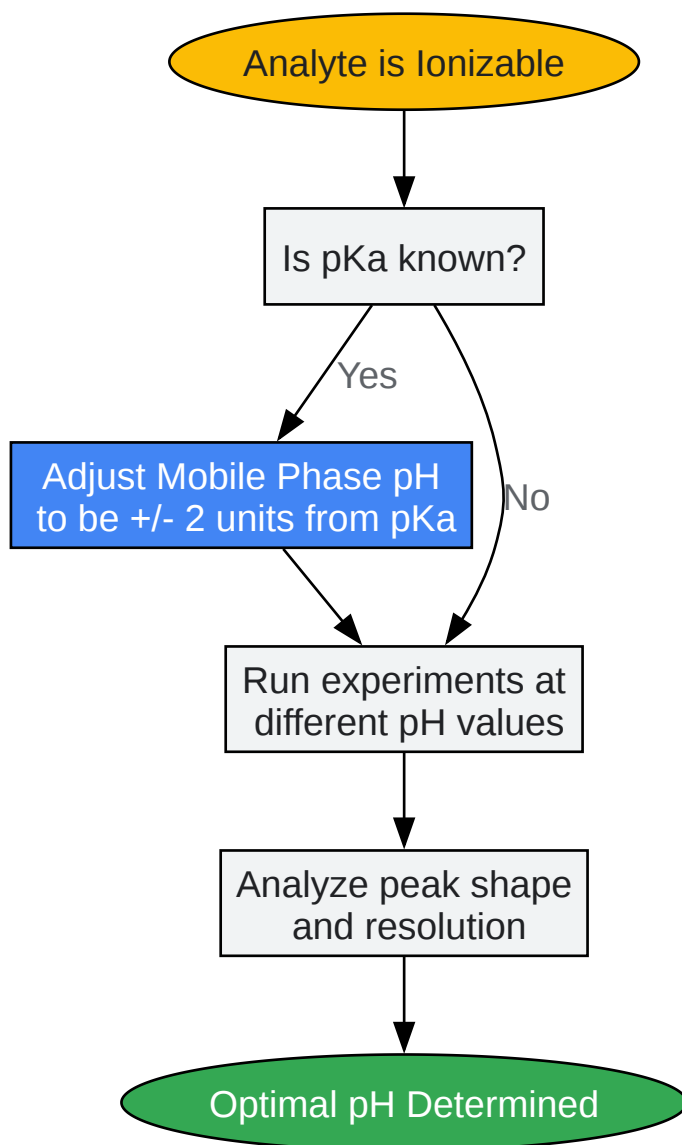 Analyte is Ionizable
Is pKa known?
Yes
Adjust Mobile Phase pH
to be +/- 2 units from pKa
No
Run experiments at
different pH values
Analyze peak shape
and resolution
Optimal pH Determined